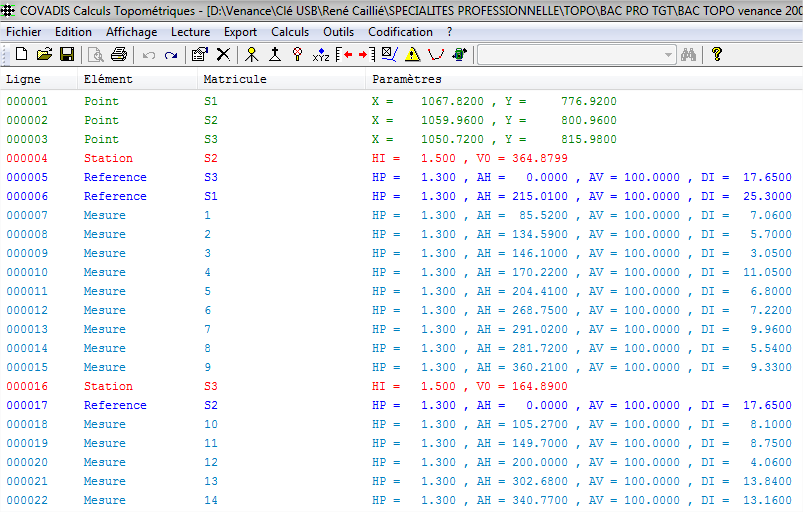 COVADIS Calculs Topométriques - [D:\Venance\Clé USB\René Caillié\SPECIALITES PROFESSIONNELLE\TOPO\BAC PRO TGT\BAC TOPO venance 200
Fichier Edition Affichage Lecture Export Calculs Outils Codification ?
XYZ
Ligne Elément Matricule Paramètres
000001 Point S1 X = 1067.8200 , Y = 776.9200
000002 Point S2 X = 1059.9600 , Y = 800.9600
000003 Point S3 X = 1050.7200 , Y = 815.9800
000004 Station S2 HI = 1.500 , V0 = 364.8799
000005 Reference S3 HP = 1.300 , AH = 0.0000 , AV = 100.0000 , DI = 17.6500
000006 Reference S1 HP = 1.300 , AH = 215.0100 , AV = 100.0000 , DI = 25.3000
000007 Mesure 1 HP = 1.300 , AH = 85.5200 , AV = 100.0000 , DI = 7.0600
000008 Mesure 2 HP = 1.300 , AH = 134.5900 , AV = 100.0000 , DI = 5.7000
000009 Mesure 3 HP = 1.300 , AH = 146.1000 , AV = 100.0000 , DI = 3.0500
000010 Mesure 4 HP = 1.300 , AH = 170.2200 , AV = 100.0000 , DI = 11.0500
000011 Mesure 5 HP = 1.300 , AH = 204.4100 , AV = 100.0000 , DI = 6.8000
000012 Mesure 6 HP = 1.300 , AH = 268.7500 , AV = 100.0000 , DI = 7.2200
000013 Mesure 7 HP = 1.300 , AH = 291.0200 , AV = 100.0000 , DI = 9.9600
000014 Mesure 8 HP = 1.300 , AH = 281.7200 , AV = 100.0000 , DI = 5.5400
000015 Mesure 9 HP = 1.300 , AH = 360.2100 , AV = 100.0000 , DI = 9.3300
000016 Station S3 HI = 1.500 , V0 = 164.8900
000017 Reference S2 HP = 1.300 , AH = 0.0000 , AV = 100.0000 , DI = 17.6500
000018 Mesure 10 HP = 1.300 , AH = 105.2700 , AV = 100.0000 , DI = 8.1000
000019 Mesure 11 HP = 1.300 , AH = 149.7000 , AV = 100.0000 , DI = 8.7500
000020 Mesure 12 HP = 1.300 , AH = 200.0000 , AV = 100.0000 , DI = 4.0600
000021 Mesure 13 HP = 1.300 , AH = 302.6800 , AV = 100.0000 , DI = 13.8400
000022 Mesure 14 HP = 1.300 , AH = 340.7700 , AV = 100.0000 , DI = 13.1600